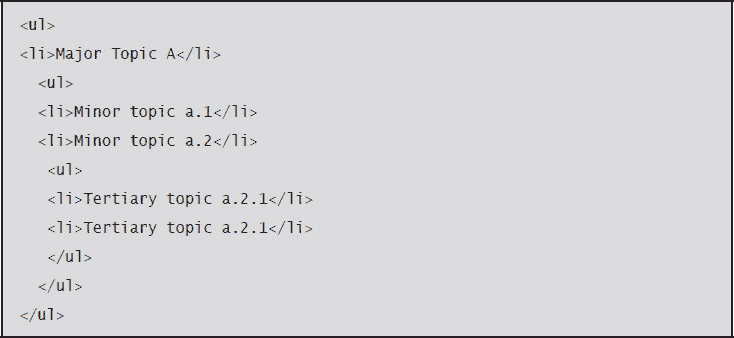 <ul>
<li>Major Topic A</li>
<ul>
<li>Minor topic a.1</li>
<li>Minor topic a.2</li>
<ul>
<li>Tertiary topic a.2.1</li>
<li>Tertiary topic a.2.1</li>
</ul>
</ul>
</ul>